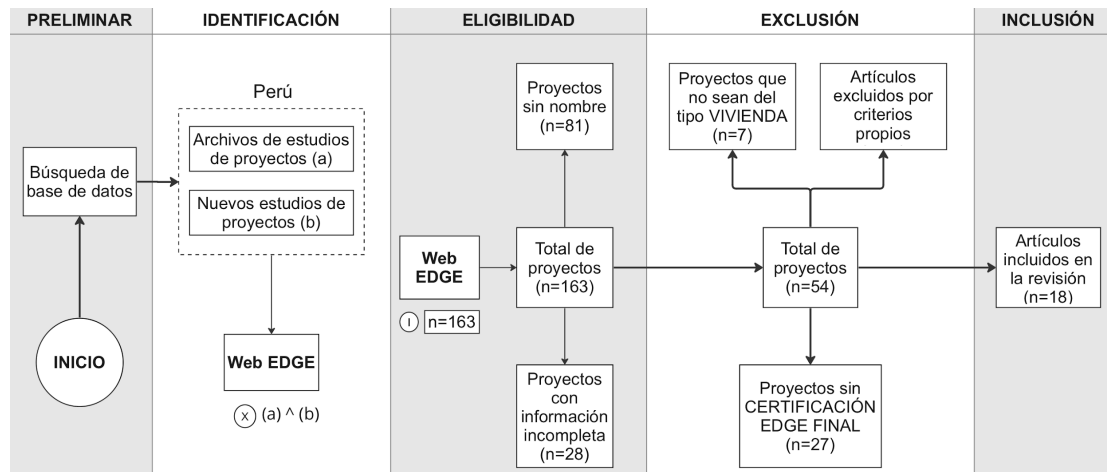 PRELIMINAR
IDENTIFICACIÓN
ELIGIBILIDAD
EXCLUSIÓN
INCLUSIÓN
INICIO
Búsqueda de
base de datos
Perú
Archivos de estudios
de proyectos (a)
Nuevos estudios de
proyectos (b)
Web EDGE
X (a) ^ (b)
Web
EDGE
I n=163
Proyectos
sin nombre
(n=81)
Total de
proyectos
(n=163)
Proyectos
con
información
incompleta
(n=28)
Proyectos que
no sean del
tipo VIVIENDA
(n=7)
Artículos
excluidos por
criterios
propios
Total de
proyectos
(n=54)
Proyectos sin
CERTIFICACIÓN
EDGE FINAL
(n=27)
Artículos
incluidos en
la revisión
(n=18)